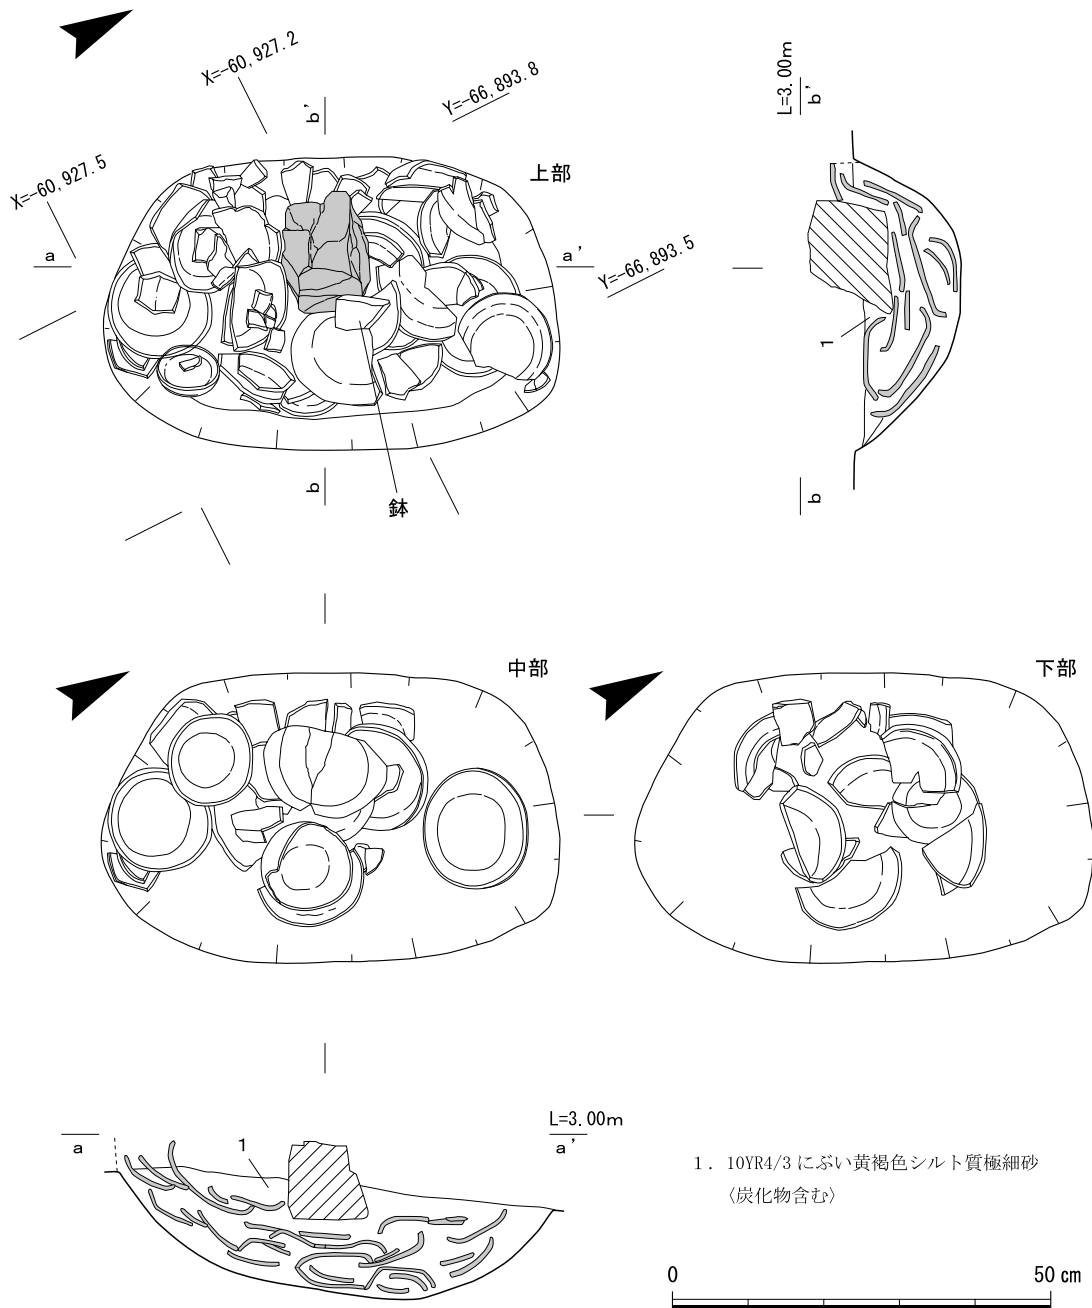 X=-60,927.2
Y=-66,893.8
b'
X=-60,927.5
上部
a
a'
Y=-66,893.5
b
鉢
L=3.00m
b'
1
b
中部
下部
L=3.00m
a
1
a'
1. 10YR4/3 にぶい黄褐色シルト質極細砂
〈炭化物含む〉
0
50 cm